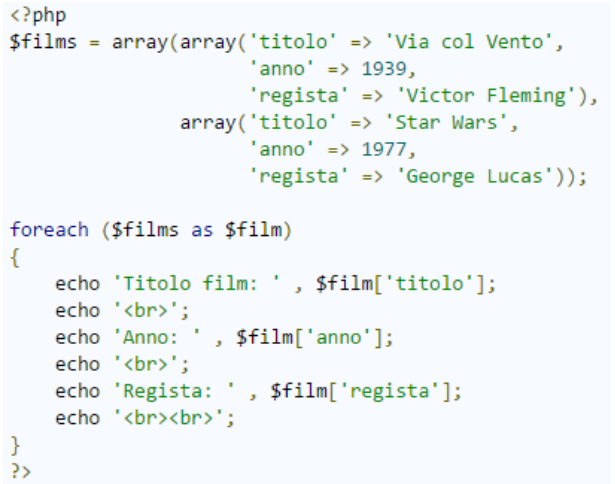 <?php
$films = array(array('titolo' => 'Via col Vento',
                     'anno' => 1939,
                     'regista' => 'Victor Fleming'),
               array('titolo' => 'Star Wars',
                     'anno' => 1977,
                     'regista' => 'George Lucas'));

foreach ($films as $film)
{
    echo 'Titolo film: ' , $film['titolo'];
    echo '<br>';
    echo 'Anno: ' , $film['anno'];
    echo '<br>';
    echo 'Regista: ' , $film['regista'];
    echo '<br><br>';
}
?>